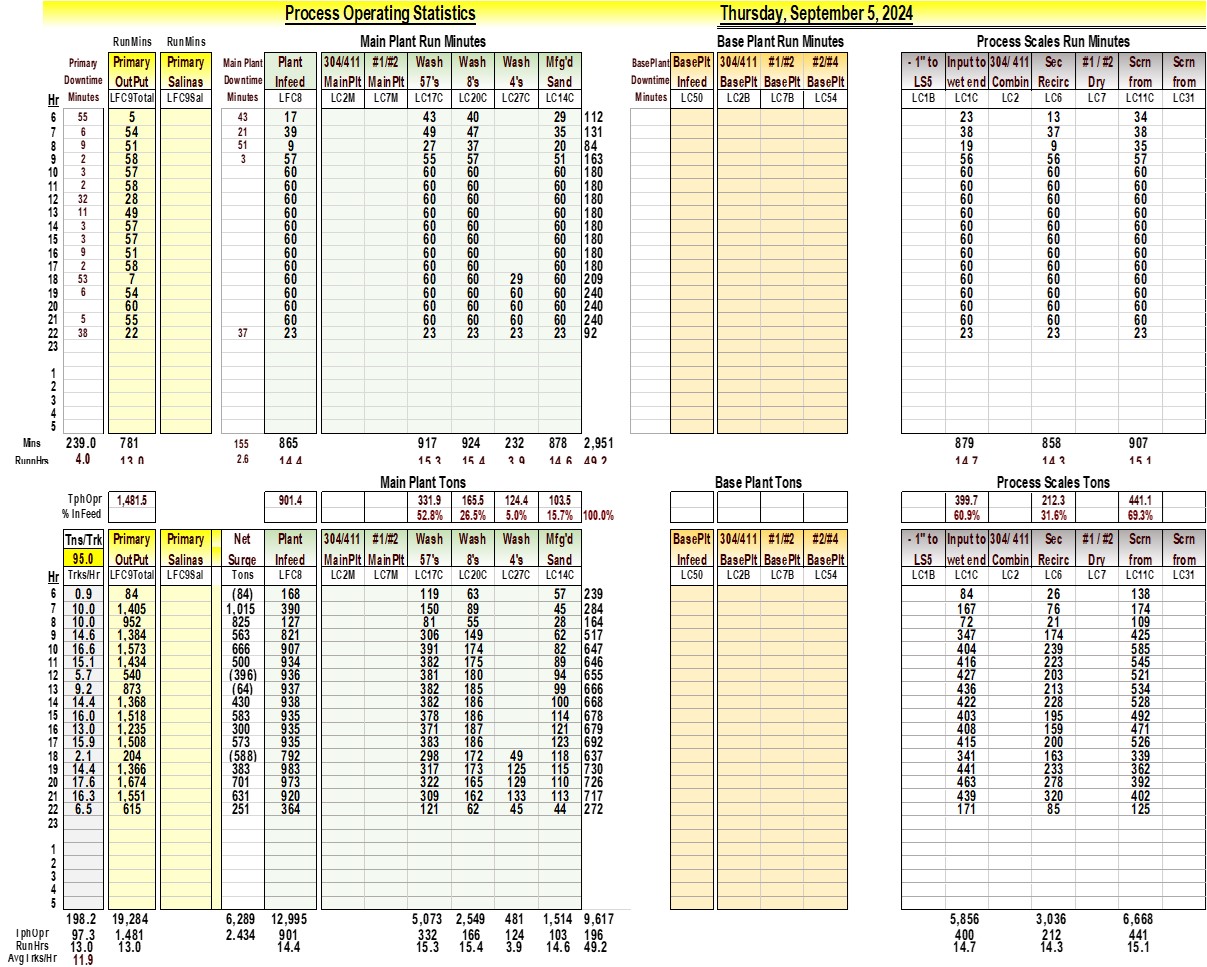 Process Operating Statistics Thursday, September 5, 2024
RunMins RunMins Main Plant Run Minutes Base Plant Run Minutes Process Scales Run Minutes
Primary Primary Primary Main Plant Plant 304/411 #1/#2 Wash Wash Wash Mfg'd BasePlant BasePlt 304/411 #1/#2 #2/#4 - 1" to Input to 304/ 411 Sec #1 / #2 Scrn Scrn
Downtime OutPut Salinas Downtime Infeed MainPlt MainPlt 57's 8's 4's Sand Downtime Infeed BasePlt BasePlt BasePlt LS5 wet end Combin Recirc Dry from from
Hr Minutes LFC9Total LFC9Sal Minutes LFC8 LC2M LC7M LC17C LC20C LC27C LC14C Minutes LC50 LC2B LC7B LC54 LC1B LC1C LC2 LC6 LC7 LC11C LC31
6 55 5 43 17 43 40 29 112 23 13 34
7 6 54 21 39 49 47 35 131 38 37 38
8 9 51 51 9 27 37 20 84 19 9 35
9 2 58 3 57 55 57 51 163 56 56 57
10 3 57 60 60 60 60 180 60 60 60
11 2 58 60 60 60 60 180 60 60 60
12 32 28 60 60 60 60 180 60 60 60
13 11 49 60 60 60 60 180 60 60 60
14 3 57 60 60 60 60 180 60 60 60
15 3 57 60 60 60 60 180 60 60 60
16 9 51 60 60 60 60 180 60 60 60
17 2 58 60 60 60 60 180 60 60 60
18 53 7 60 60 60 29 60 209 60 60 60
19 6 54 60 60 60 60 60 240 60 60 60
20 60 60 60 60 60 60 240 60 60 60
21 5 55 60 60 60 60 60 240 60 60 60
22 38 22 37 23 23 23 23 23 92 23 23 23
23
1
2
3
4
5
Mins 239.0 781 155 865 917 924 232 878 2,951 879 858 907
RunnHrs 4.0 13.0 2.6 14.4 15.3 15.4 3.9 14.6 49.2 14.7 14.3 15.1
Main Plant Tons Base Plant Tons Process Scales Tons
TphOpr 1,481.5 901.4 331.9 165.5 124.4 103.5 399.7 212.3 441.1
% InFeed 52.8% 26.5% 5.0% 15.7% 100.0% 60.9% 31.6% 69.3%
Tns/Trk Primary Primary Net Plant 304/411 #1/#2 Wash Wash Wash Mfg'd BasePlt 304/411 #1/#2 #2/#4 - 1" to Input to 304/ 411 Sec #1 / #2 Scrn Scrn
95.0 OutPut Salinas Surge Infeed MainPlt MainPlt 57's 8's 4's Sand Infeed BasePlt BasePlt BasePlt LS5 wet end Combin Recirc Dry from from
Hr Trks/Hr LFC9Total LFC9Sal Tons LFC8 LC2M LC7M LC17C LC20C LC27C LC14C LC50 LC2B LC7B LC54 LC1B LC1C LC2 LC6 LC7 LC11C LC31
6 0.9 84 (84) 168 119 63 57 239 84 26 138
7 10.0 1,405 1,015 390 150 89 45 284 167 76 174
8 10.0 952 825 127 81 55 28 164 72 21 109
9 14.6 1,384 563 821 306 149 62 517 347 174 425
10 16.6 1,573 666 907 391 174 82 647 404 239 585
11 15.1 1,434 500 934 382 175 89 646 416 223 545
12 5.7 540 (396) 936 381 180 94 655 427 203 521
13 9.2 873 (64) 937 382 185 99 666 436 213 534
14 14.4 1,368 430 938 382 186 100 668 422 228 528
15 16.0 1,518 583 935 378 186 114 678 403 195 492
16 13.0 1,235 300 935 371 187 121 679 408 159 471
17 15.9 1,508 573 935 383 186 123 692 415 200 526
18 2.1 204 (588) 792 298 172 49 118 637 341 163 339
19 14.4 1,366 383 983 317 173 125 115 730 441 233 362
20 17.6 1,674 701 973 322 165 129 110 726 463 278 392
21 16.3 1,551 631 920 309 162 133 113 717 439 320 402
22 6.5 615 251 364 121 62 45 44 272 171 85 125
23
1
2
3
4
5
198.2 19,284 6,289 12,995 5,073 2,549 481 1,514 9,617 5,856 3,036 6,668
TphOpr 97.3 1,481 2,434 901 332 166 124 103 196 400 212 441
RunHrs 13.0 13.0 14.4 15.3 15.4 3.9 14.6 49.2 14.7 14.3 15.1
AvgTrks/Hr 11.9